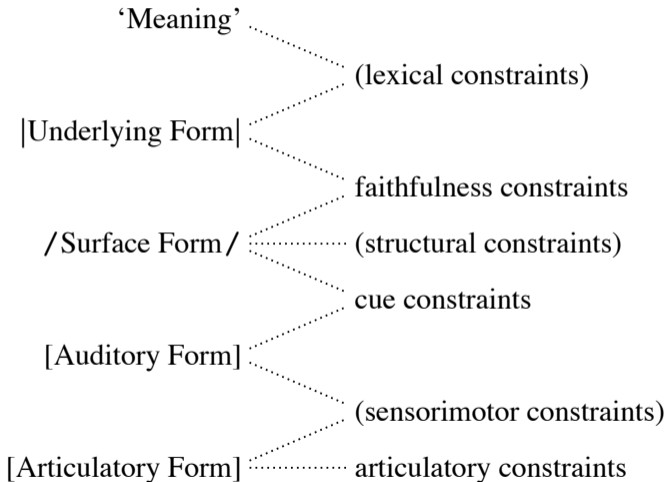 ‘Meaning’
(lexical constraints)
|Underlying Form|
faithfulness constraints
/Surface Form/
(structural constraints)
cue constraints
[Auditory Form]
(sensorimotor constraints)
[Articulatory Form]
articulatory constraints